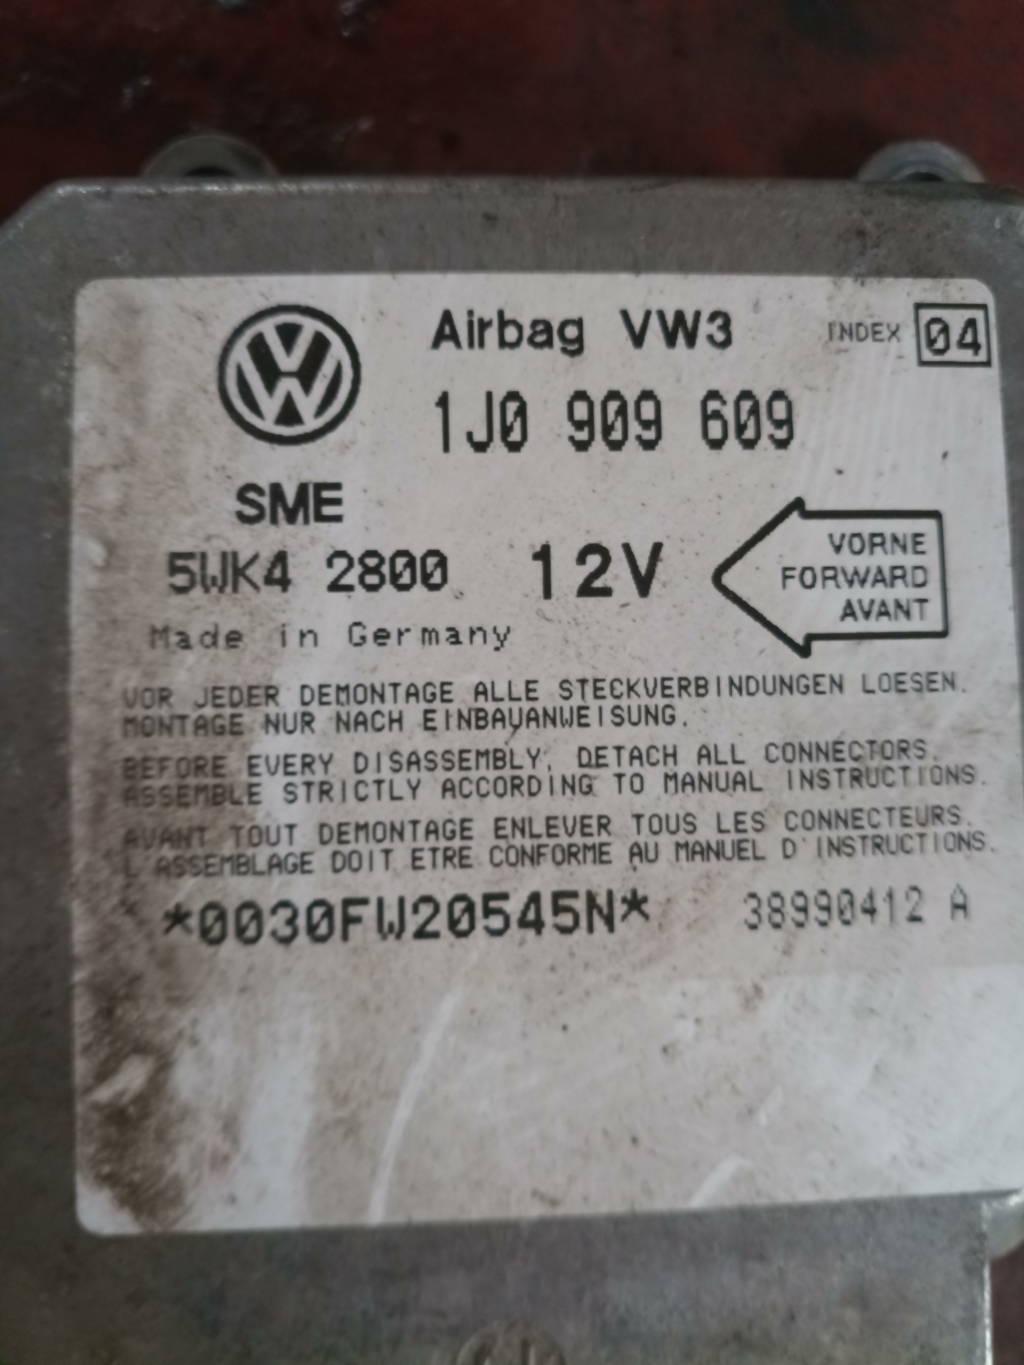 Airbag VW3 INDEX 04
1J0 909 609
SME
5WK4 2800 12V
VORNE
FORWARD
AVANT
Made in Germany
VOR JEDER DEMONTAGE ALLE STECKVERBINDUNGEN LOESEN.
MONTAGE NUR NACH EINBAUANWEISUNG.
BEFORE EVERY DISASSEMBLY, DETACH ALL CONNECTORS.
ASSEMBLE STRICTLY ACCORDING TO MANUAL INSTRUCTIONS.
AVANT TOUT DEMONTAGE ENLEVER TOUS LES CONNECTEURS.
L'ASSEMBLAGE DOIT ETRE CONFORME AU MANUEL D'INSTRUCTIONS.
*0030FW20545N* 38990412 A